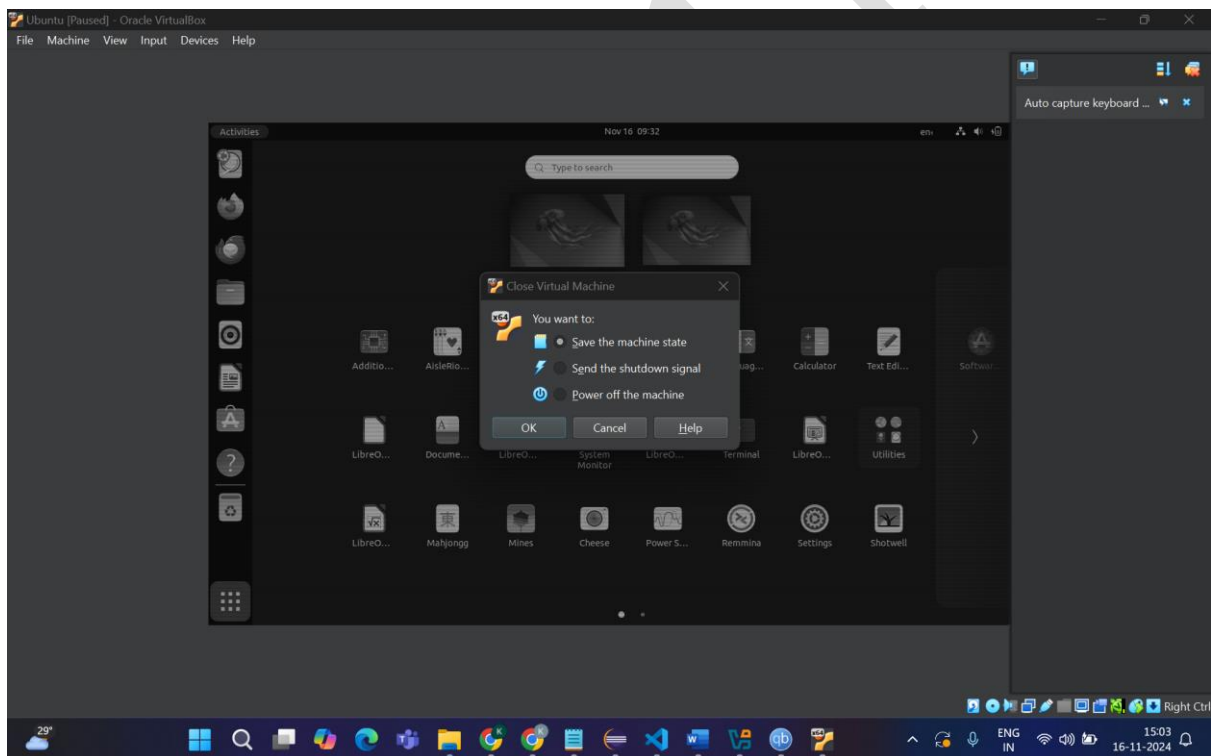 Ubuntu [Paused] - Oracle VirtualBox
File Machine View Input Devices Help
Auto capture keyboard ...
Activities
Nov 16 09:32
en₁
Type to search
Close Virtual Machine
x64
You want to:
Save the machine state
Send the shutdown signal
Power off the machine
OK Cancel Help
Additio... AisleRio... uag... Calculator Text Edi... Softwar...
LibreO... Docume... LibreO... System Monitor LibreO... Terminal LibreO... Utilities
LibreO... Mahjongg Mines Cheese Power S... Remmina Settings Shotwell
Right Ctrl
29°
ENG
IN
15:03
16-11-2024